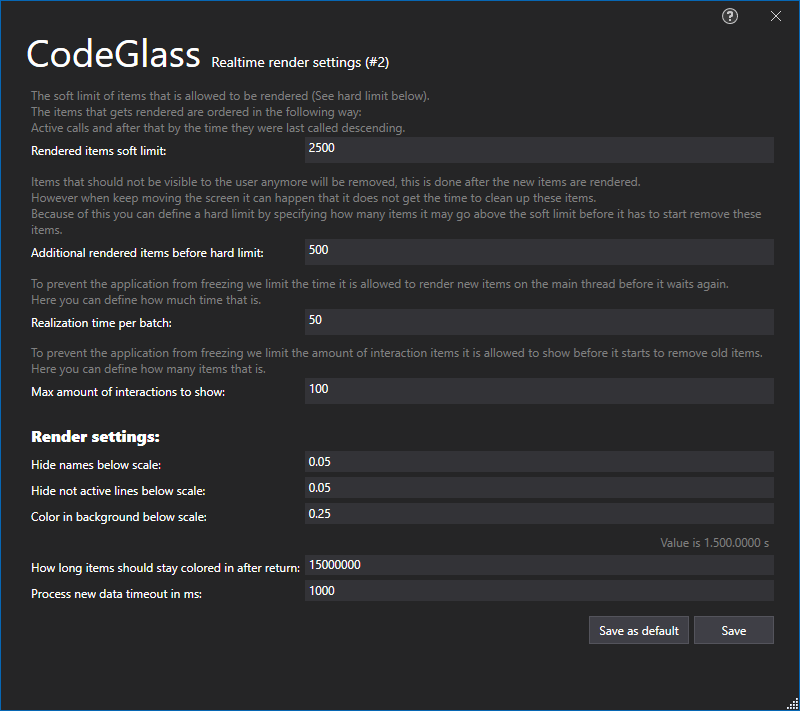 CodeGlass Realtime render settings (#2)
The soft limit of items that is allowed to be rendered (See hard limit below).
The items that gets rendered are ordered in the following way:
Active calls and after that by the time they were last called descending.
Rendered items soft limit: 2500
Items that should not be visible to the user anymore will be removed, this is done after the new items are rendered.
However when keep moving the screen it can happen that it does not get the time to clean up these items.
Because of this you can define a hard limit by specifying how many items it may go above the soft limit before it has to start remove these
items.
Additional rendered items before hard limit: 500
To prevent the application from freezing we limit the time it is allowed to render new items on the main thread before it waits again.
Here you can define how much time that is.
Realization time per batch: 50
To prevent the application from freezing we limit the amount of interaction items it is allowed to show before it starts to remove old items.
Here you can define how many items that is.
Max amount of interactions to show: 100
Render settings:
Hide names below scale: 0.05
Hide not active lines below scale: 0.05
Color in background below scale: 0.25
Value is 1.500.0000 s
How long items should stay colored in after return: 15000000
Process new data timeout in ms: 1000
Save as default Save